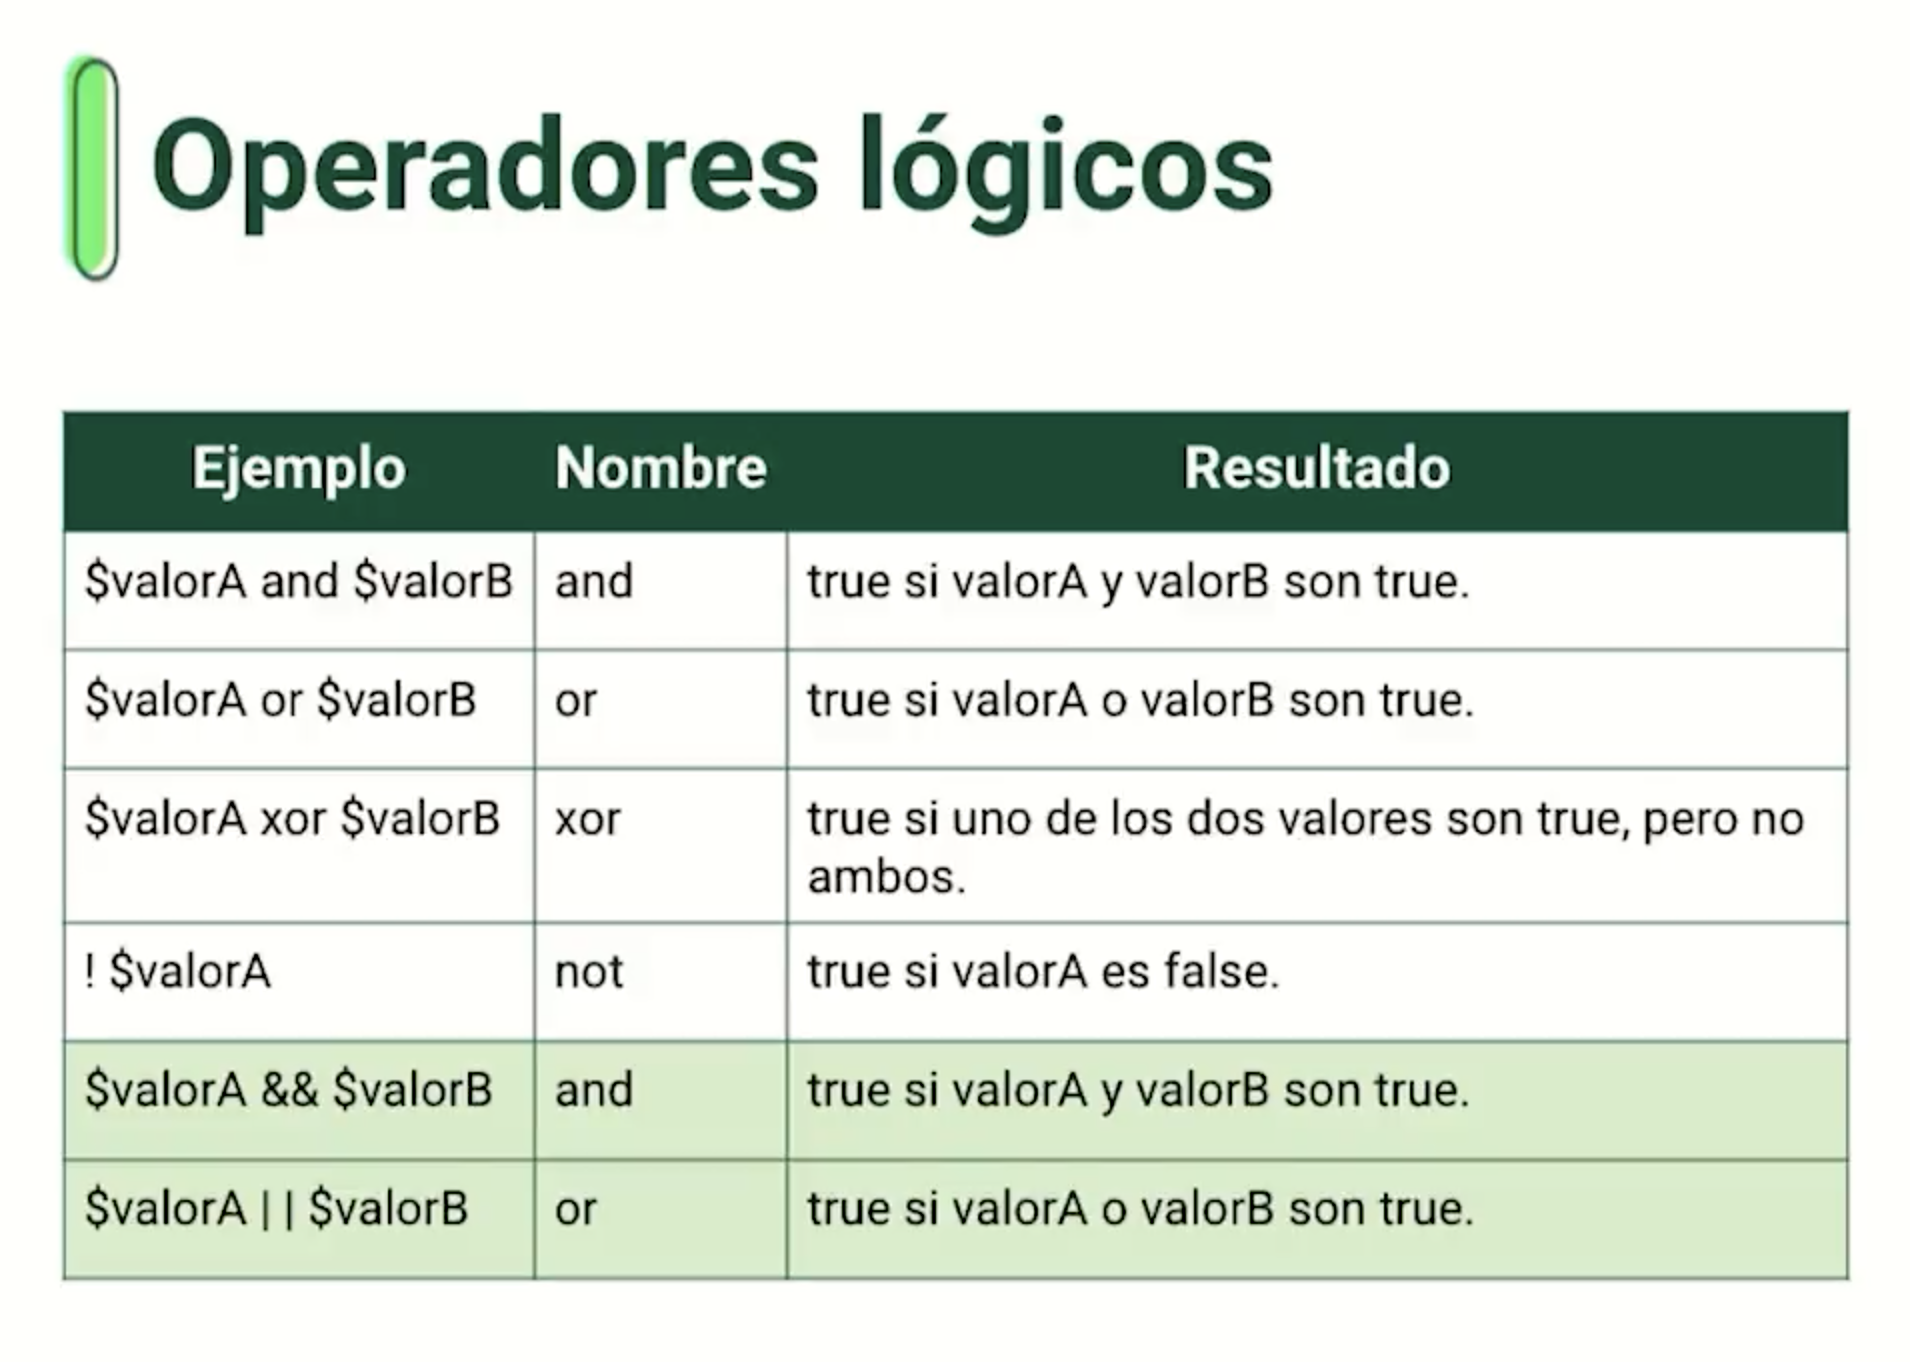 Operadores lógicos
Ejemplo Nombre Resultado
$valorA and $valorB and true si valorA y valorB son true.
$valorA or $valorB or true si valorA o valorB son true.
$valorA xor $valorB xor true si uno de los dos valores son true, pero no
ambos.
! $valorA not true si valorA es false.
$valorA && $valorB and true si valorA y valorB son true.
$valorA || $valorB or true si valorA o valorB son true.